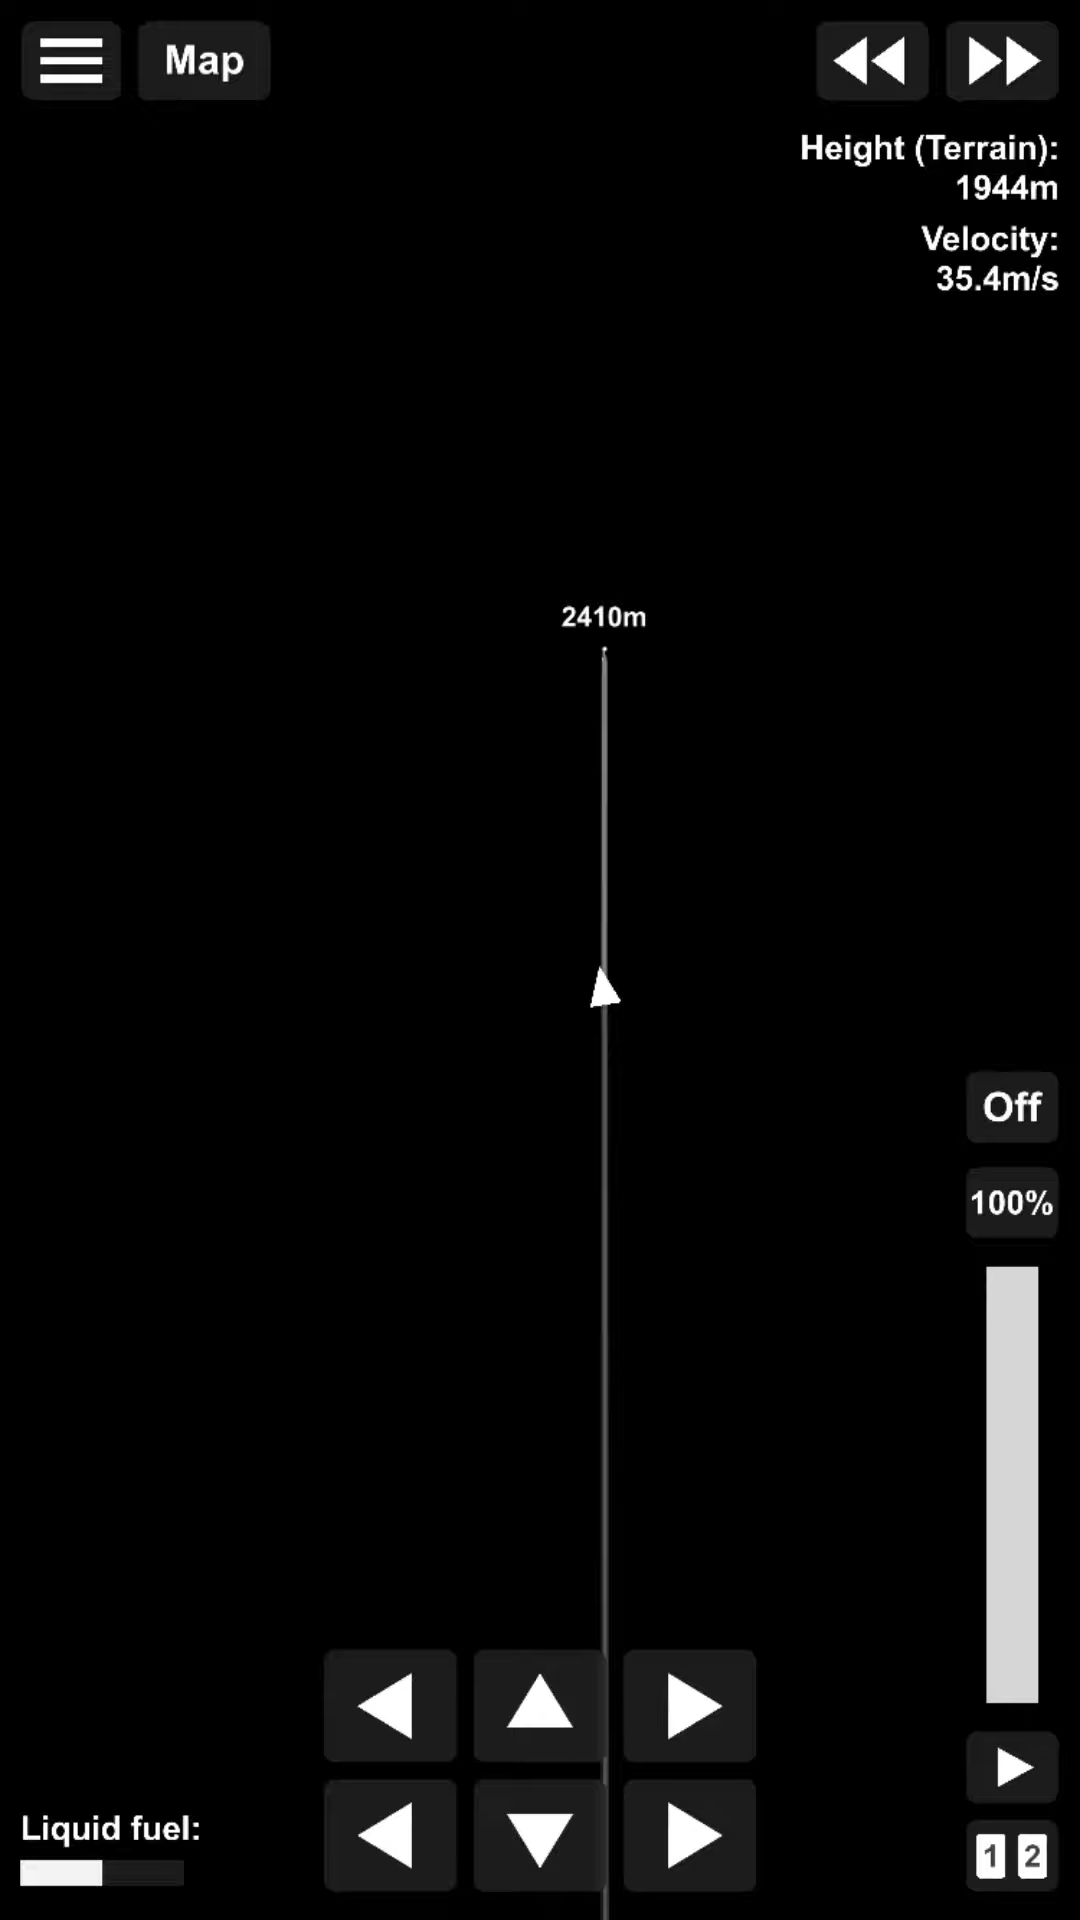 Map
Height (Terrain):
1944m
Velocity:
35.4m/s
2410m
Off
100%
Liquid fuel:
1 2